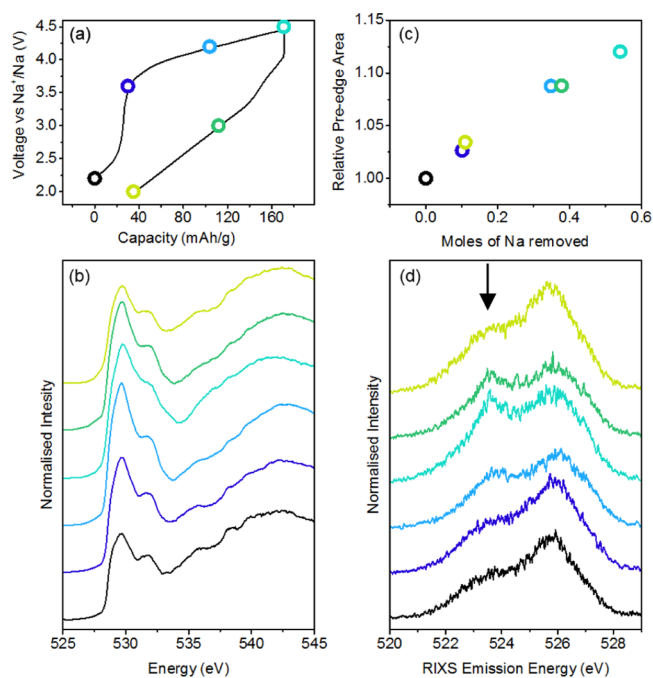 (a)
Voltage vs Na⁺/Na (V)
4.5
4.0
3.5
3.0
2.5
2.0
0 40 80 120 160
Capacity (mAh/g)
(c)
Relative Pre-edge Area
1.15
1.10
1.05
1.00
0.0 0.2 0.4 0.6
Moles of Na removed
(b)
Normalised Intesity
525 530 535 540 545
Energy (eV)
(d)
Normalised Intensity
520 522 524 526 528
RIXS Emission Energy (eV)